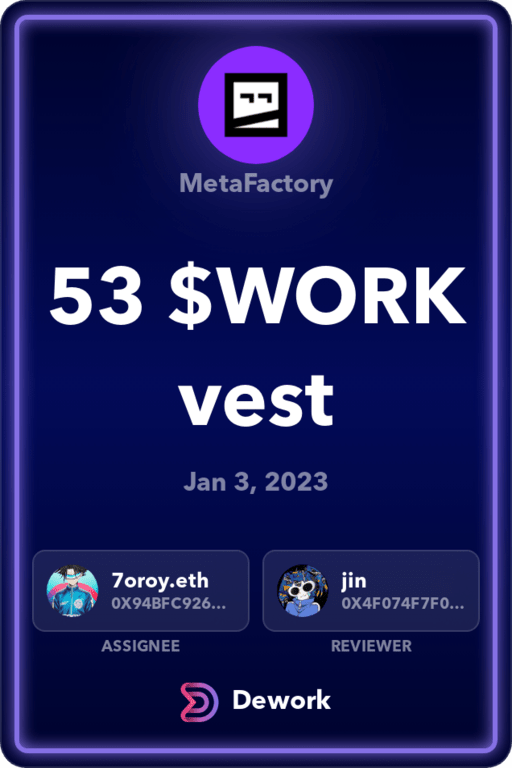 MetaFactory
53 $WORK
vest
Jan 3, 2023
7oroy.eth
0X94BFC926...
ASSIGNEE
jin
0X4F074F7F0...
REVIEWER
Dework